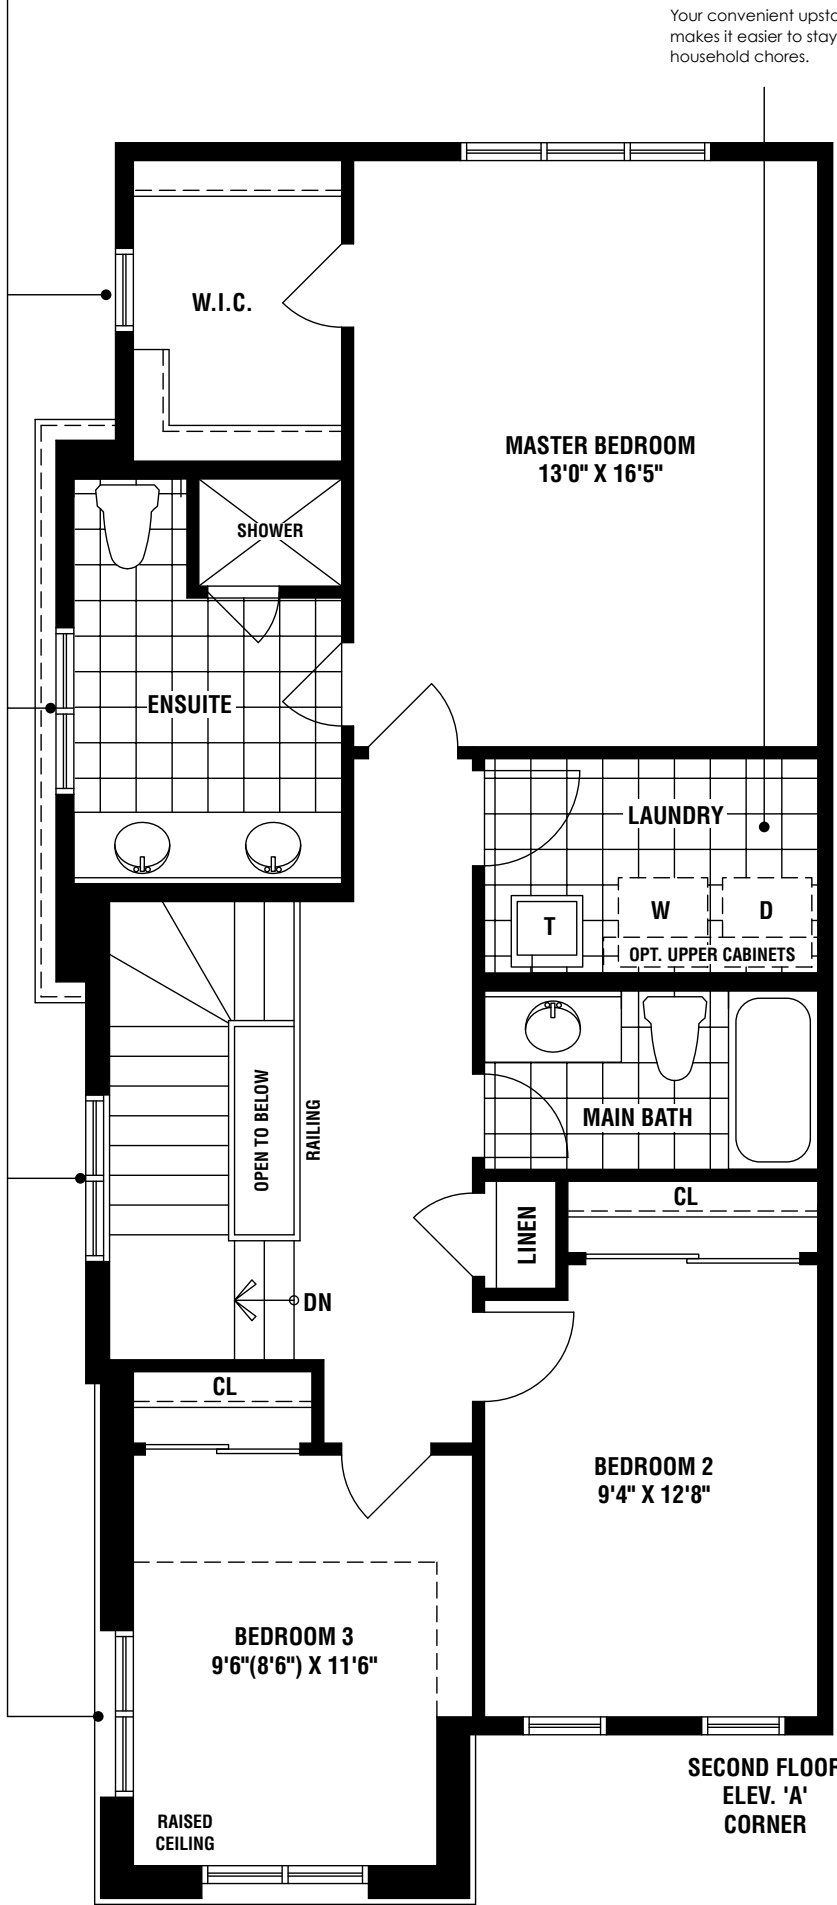 Your convenient
makes it easier to stay
household chores.
W.I.C.
MASTER BEDROOM
13'0" X 16'5"
SHOWER
ENSUITE
LAUNDRY
T
W
D
OPT. UPPER CABINETS
OPEN TO BELOW
RAILING
MAIN BATH
LINEN
CL
DN
CL
BEDROOM 2
9'4" X 12'8"
BEDROOM 3
9'6"(8'6") X 11'6"
RAISED
CEILING
SECOND FLOOR
ELEV. 'A'
CORNER